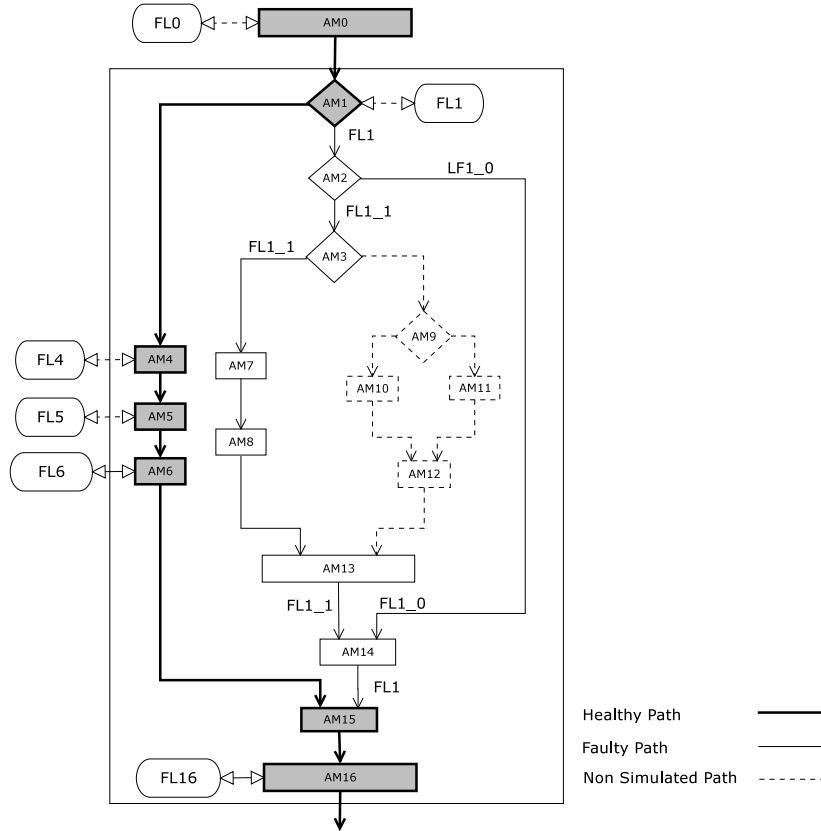 FL0
AM0
AM1
FL1
FL1
AM2
LF1_0
FL1_1
FL1_1
AM3
AM9
FL4
AM4
AM7
AM10
AM11
FL5
AM5
AM8
FL6
AM6
AM12
AM13
FL1_1
FL1_0
AM14
FL1
AM15
Healthy Path
Faulty Path
FL16
AM16
Non Simulated Path